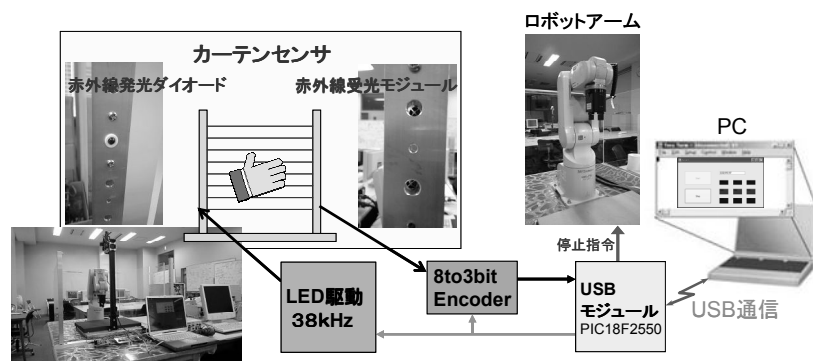 ロボットアーム
カーテンセンサ
赤外線発光ダイオード
赤外線受光モジュール
PC
停止指令
LED駆動
38kHz
8to3bit
Encoder
USB
モジュール
PIC18F2550
USB通信